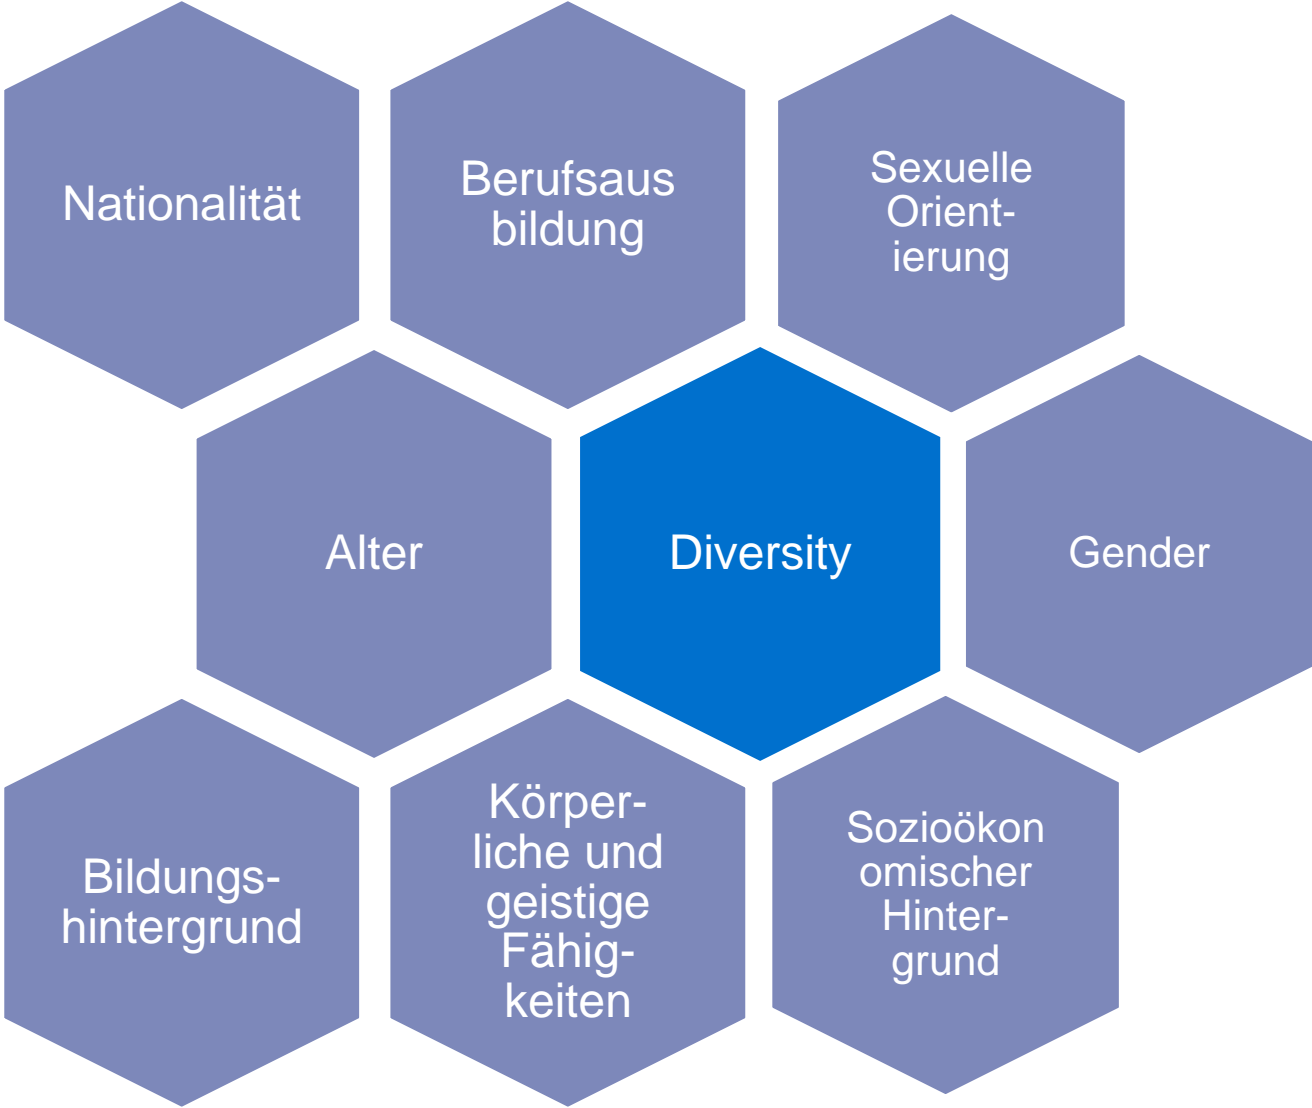 Nationalität
Berufsaus
bildung
Sexuelle
Orient-
ierung
Alter
Diversity
Gender
Bildungs-
hintergrund
Körper-
liche und
geistige
Fähig-
keiten
Sozioökon
omischer
Hinter-
grund